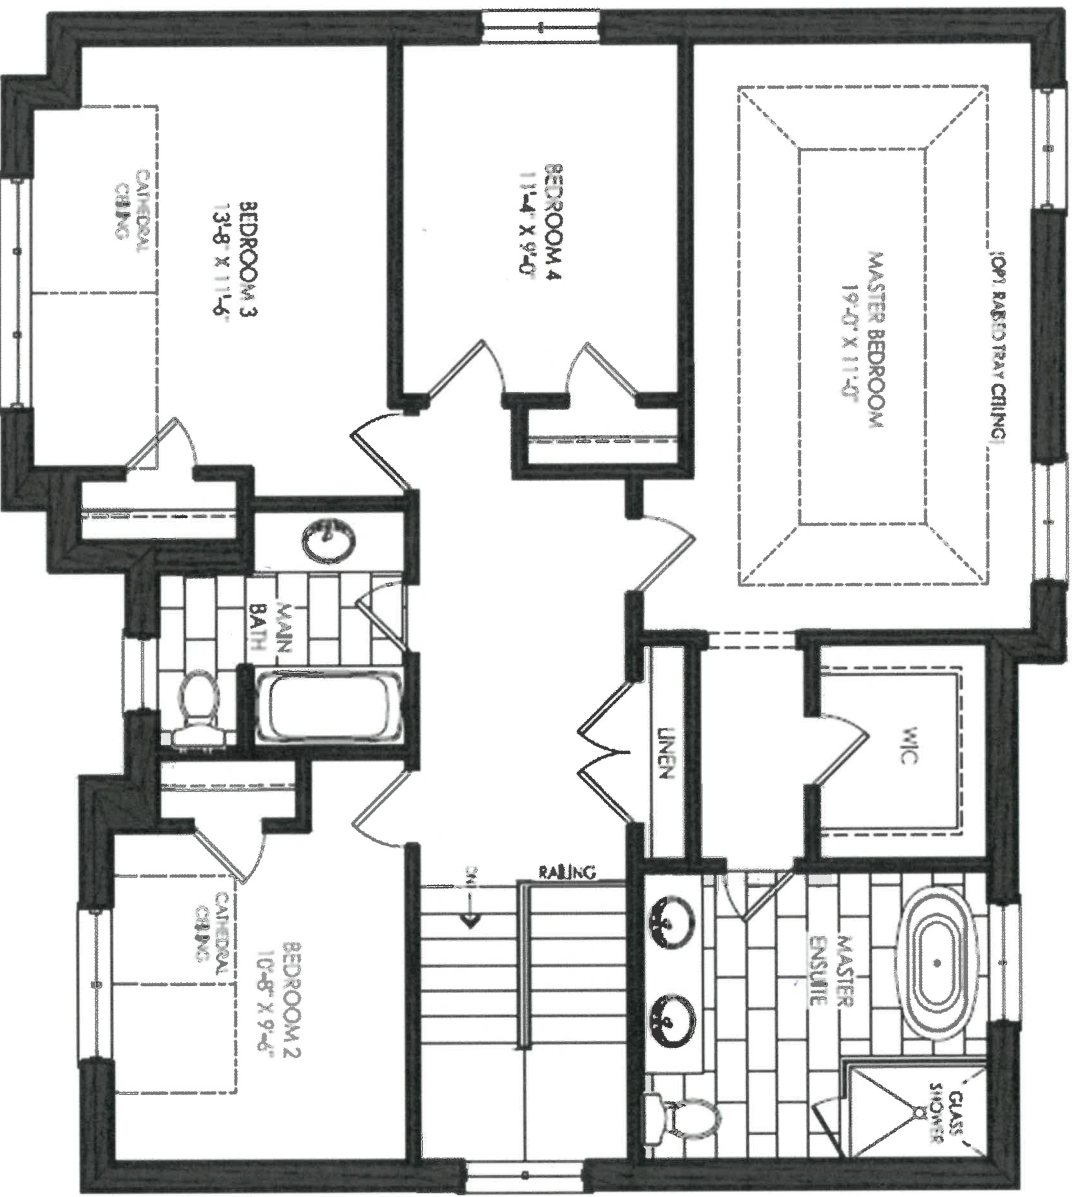 (OPT. RAISED TRAY CEILING)
MASTER BEDROOM
19'-0" X 11'-0"
BEDROOM 4
11'-4" X 9'-0"
BEDROOM 3
13'-8" X 11'-6"
CATHEDRAL
CEILING
MAIN
BATH
LINEN
WIC
RAILING
DN
MASTER
ENSUITE
GLASS
SHOWER
BEDROOM 2
10'-8" X 9'-6"
CATHEDRAL
CEILING